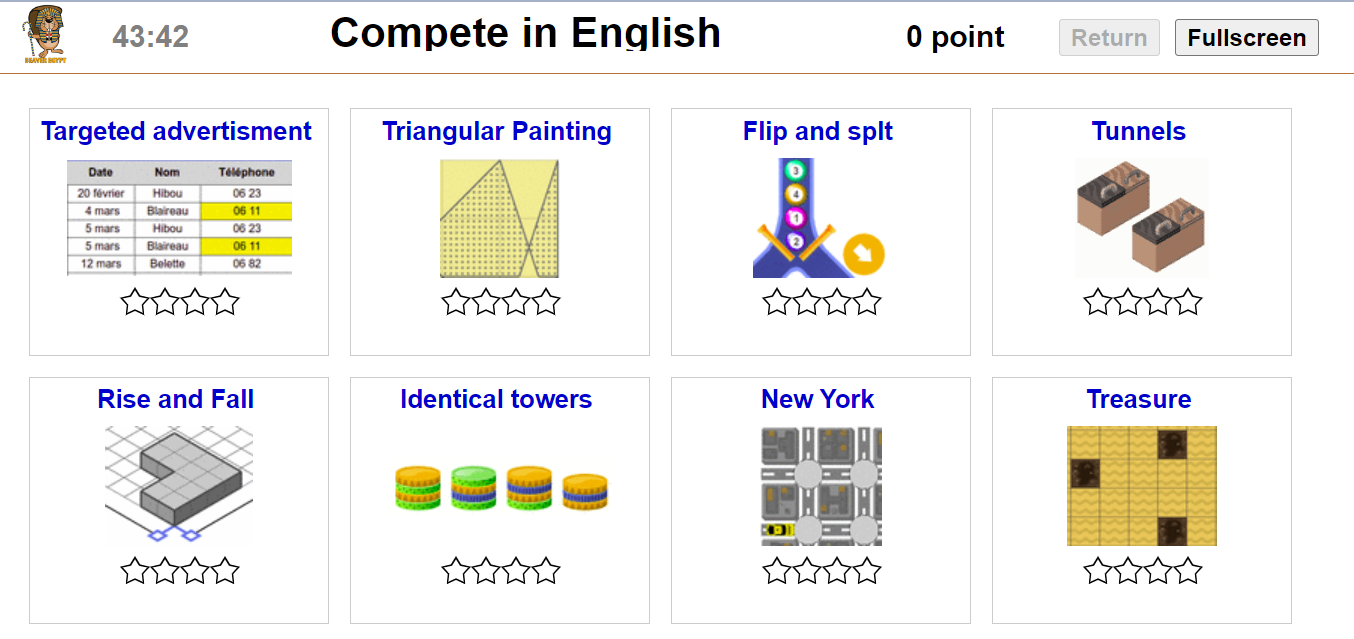 43:42
Compete in English
0 point
Return
Fullscreen
BEAVER EGYPT
Targeted advertisment
Triangular Painting
Flip and splt
Tunnels
Date Nom Téléphone
20 février Hibou 06 23
4 mars Blaireau 06 11
5 mars Hibou 06 23
5 mars Blaireau 06 11
12 mars Belette 06 82
3
4
1
2
Rise and Fall
Identical towers
New York
Treasure